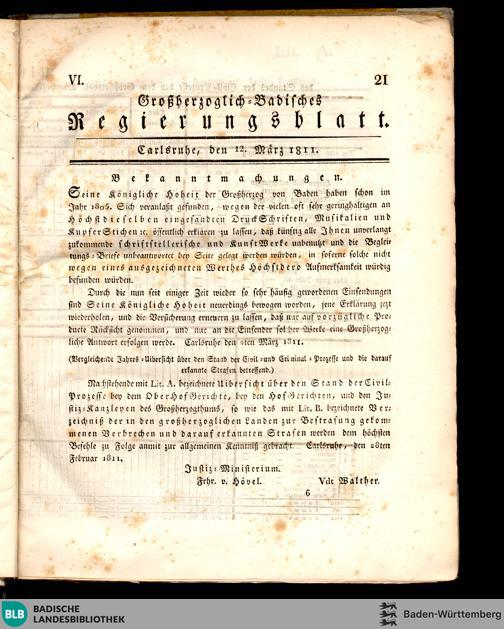 VI.
21
Großherzoglich-Badisches
Regierungsblatt.
Carlsruhe, den 12. März 1811.
Bekanntmachungen.
Seine Königliche Hoheit der Großherzog von Baden haben schon im
Jahr 1805. Sich veranlaßt gefunden, wegen der vielen oft sehr geringhaltigen an
Höchstdieselben eingesandten DruckSchriften, Musikalien und
KupferStichen ꝛc. öffentlich erklären zu lassen, daß künftig alle Ihnen unverlangt
zukommende schriftstellerische und KunstWerke unbenutzt und die Beglei
tungs-Briefe unbeantwortet bey Seite gelegt werden würden, in soferne solche nicht
wegen eines ausgezeichneten Werthes Höchstdero Aufmerksamkeit würdig
befunden würden.
Durch die nun seit einiger Zeit wieder so sehr häufig gewordenen Einsendungen
sind Seine Königliche Hoheit neuerdings bewogen worden, jene Erklärung jezt
wiederholen, und die Versicherung erneuern zu lassen, daß nur auf vorzügliche Pro-
ducte Rücksicht genommen, und nur an die Einsender solcher Werke eine Großherzog-
liche Antwort erfolgen werde. Carlsruhe den März 1811.
(Vergleichende Jahres-Uibersicht über den Stand der Civil-und Criminal-Prozesse und die darauf
erkannte Strafen betreffend.)
Nachstehende mit Lit. A. bezeichnete Uibersicht über den Stand der Civil-
Prozesse bey dem OberHofGerichte, bey den HofGerichten, und den Ju-
stiz-Kanzleyen des Großherzogthums, so wie das mit Lit. B. bezeichnete Ver-
zeichniß der in den großherzoglichen Landen zur Bestrafung gekom-
menen Verbrechen und darauf erkannten Strafen werden dem höchsten
Befehle zu Folge anmit zur allgemeinen Kenntniß gebracht. Carlsruhe, den 28ten
Februar 1811.
Justiz-Ministerium.
Frhr. v. Hövel.
Vdt Walther.
6
BLB
BADISCHE
LANDESBIBLIOTHEK
Baden-Württemberg